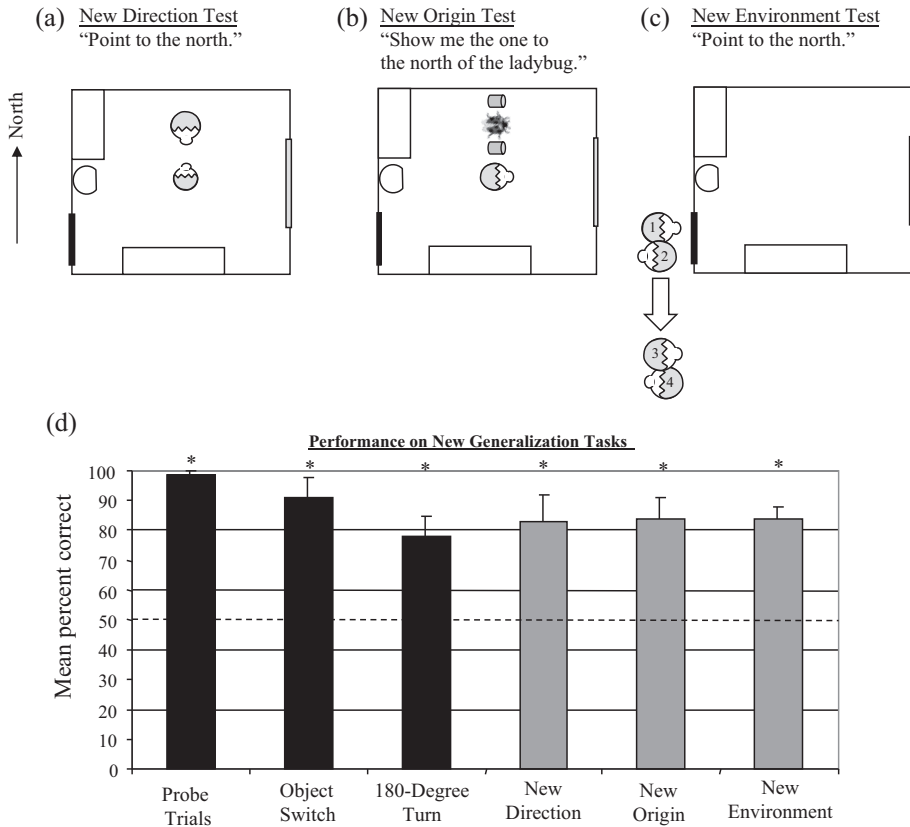 (a) New Direction Test
“Point to the north.”
(b) New Origin Test
“Show me the one to
the north of the ladybug.”
(c) New Environment Test
“Point to the north.”
North
1
2
3
4
(d)
Performance on New Generalization Tasks
* * * * * *
Mean percent correct
100
90
80
70
60
50
40
30
20
10
0
Probe
Trials
Object
Switch
180-Degree
Turn
New
Direction
New
Origin
New
Environment